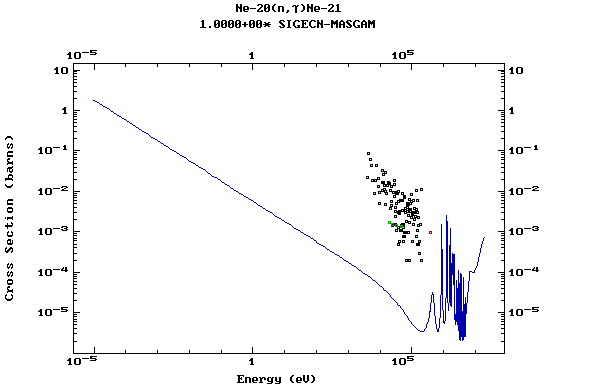 Ne-20(n,γ)Ne-21
1.0000+00* SIGECN-MASGAM
10⁻⁵ 1 10⁵
10 10
1 1
10⁻¹ 10⁻¹
10⁻² 10⁻²
10⁻³ 10⁻³
10⁻⁴ 10⁻⁴
10⁻⁵ 10⁻⁵
10⁻⁵ 1 10⁵
Cross Section (barns)
Energy (eV)